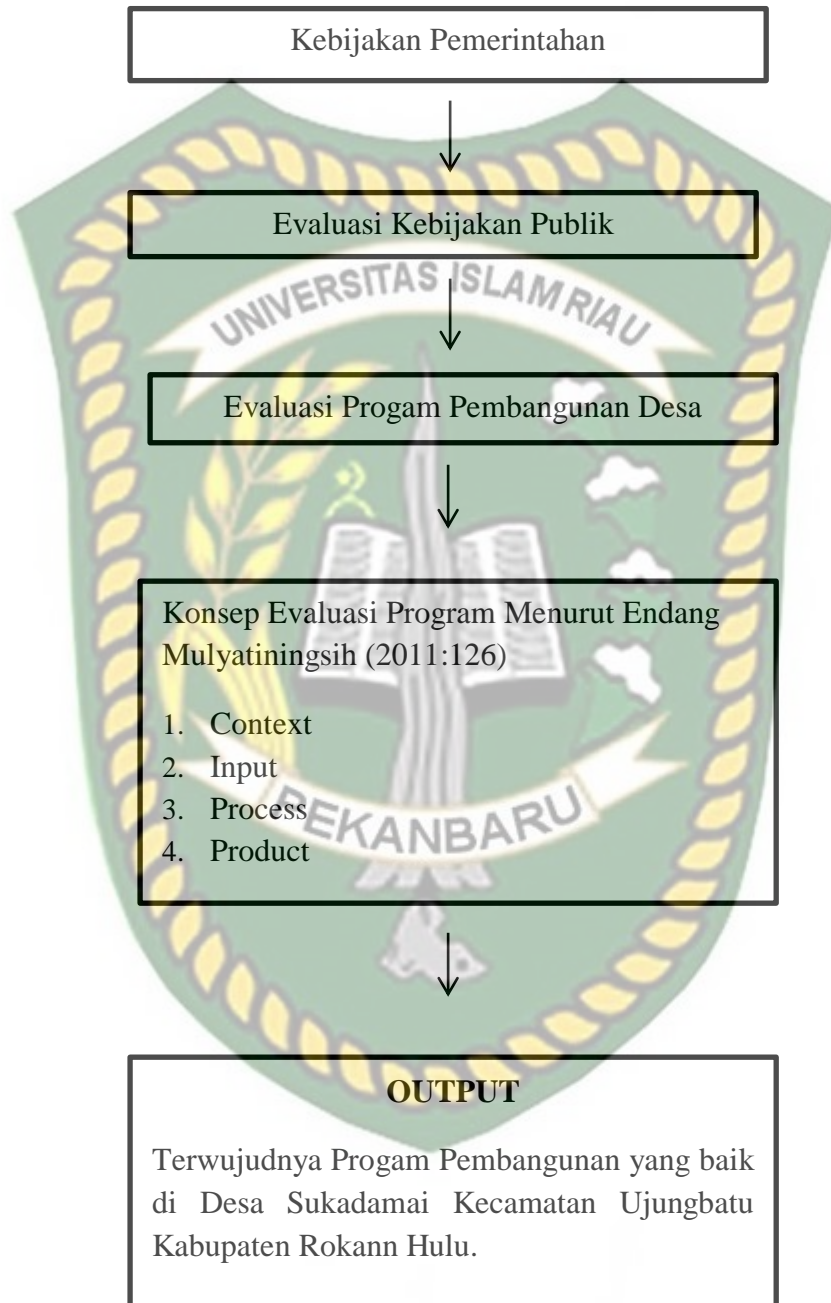 Kebijakan Pemerintahan
Evaluasi Kebijakan Publik
UNIVERSITAS ISLAM RIAU
Evaluasi Progam Pembangunan Desa
Konsep Evaluasi Program Menurut Endang
Mulyatiningsih (2011:126)
1. Context
2. Input
3. Process
4. Product
PEKANBARU
OUTPUT
Terwujudnya Progam Pembangunan yang baik
di Desa Sukadamai Kecamatan Ujungbatu
Kabupaten Rokann Hulu.